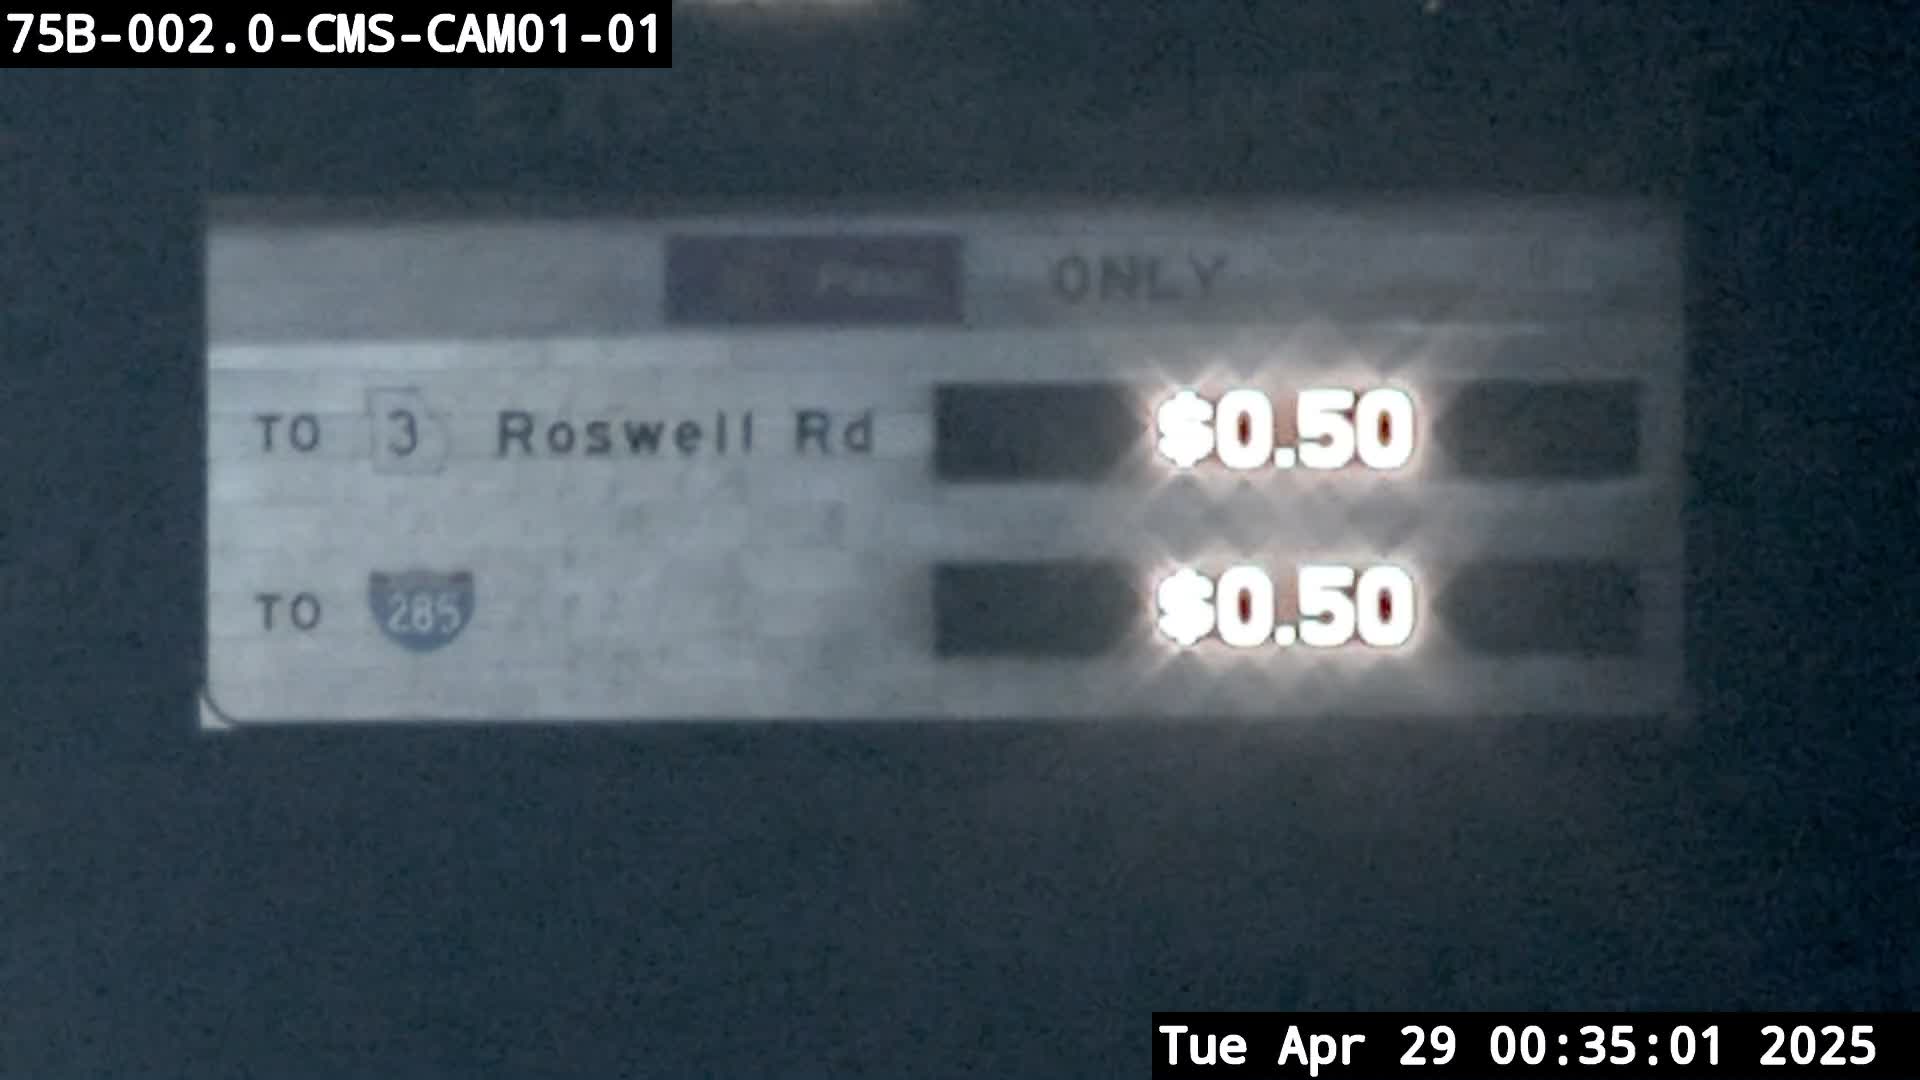 75B-002.0-CMS-CAM01-01
ONLY
TO 3 Roswell Rd $0.50
TO 285 $0.50
Tue Apr 29 00:35:01 2025